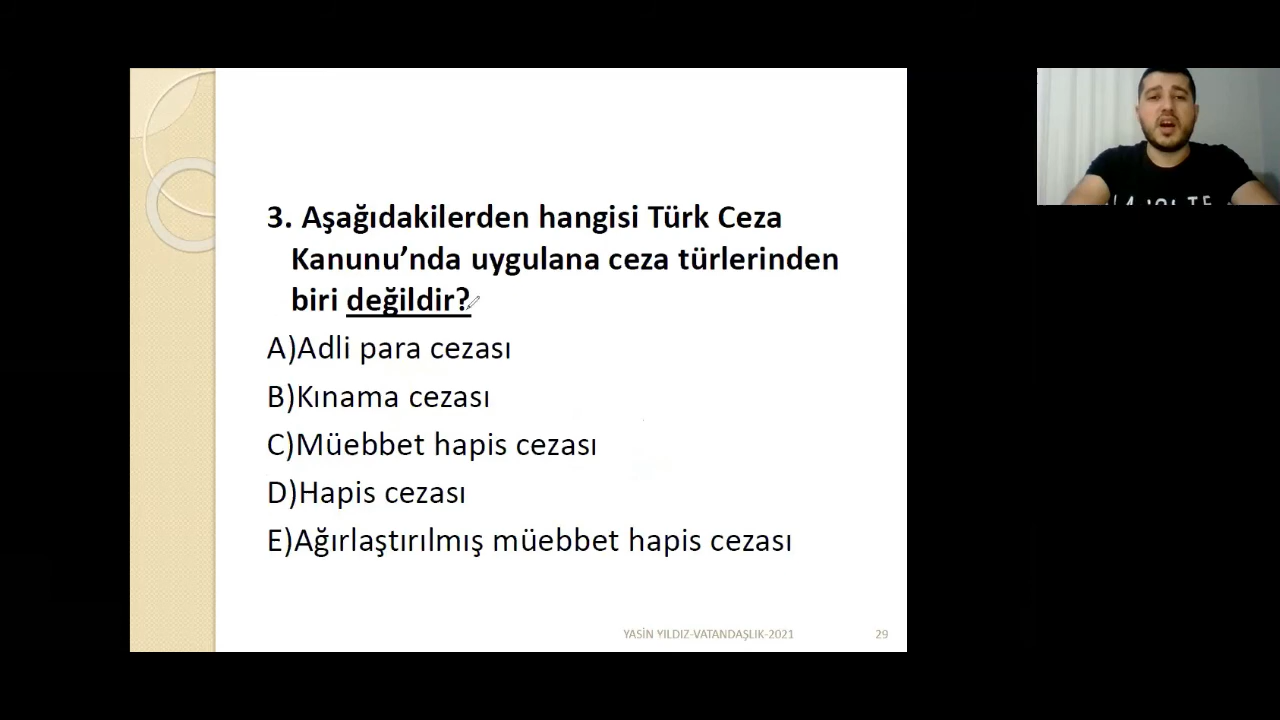 3. Aşağıdakilerden hangisi Türk Ceza
Kanunu’nda uygulana ceza türlerinden
biri değildir?
A)Adli para cezası
B)Kınama cezası
C)Müebbet hapis cezası
D)Hapis cezası
E)Ağırlaştırılmış müebbet hapis cezası
YASİN YILDIZ-VATANDAŞLIK-2021
29